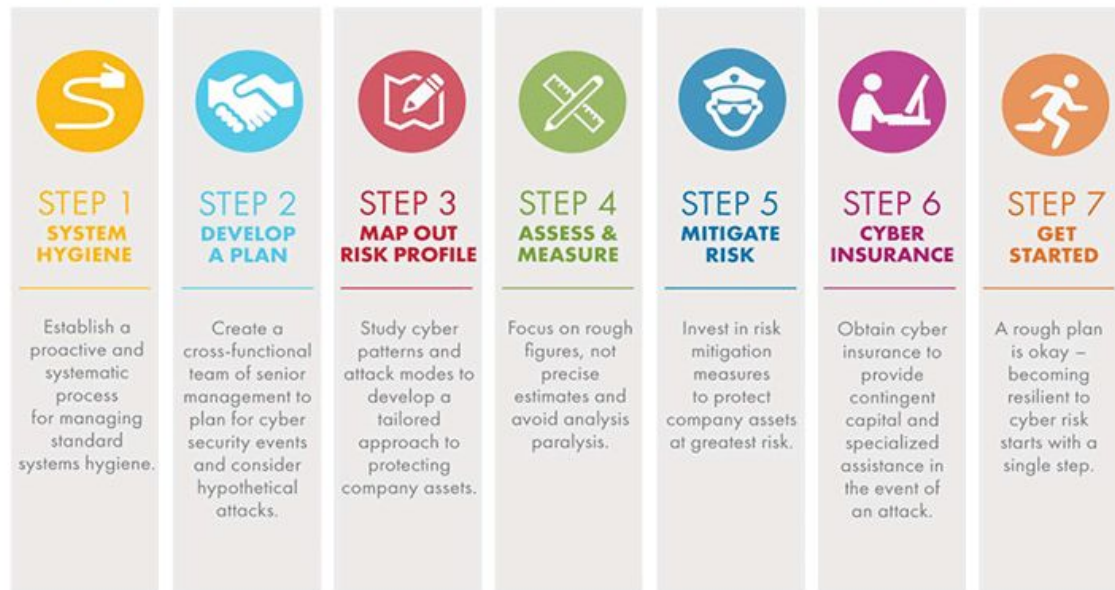 STEP 1
SYSTEM
HYGIENE
Establish a
proactive and
systematic
process
for managing
standard
systems hygiene.
STEP 2
DEVELOP
A PLAN
Create a
cross-functional
team of senior
management to
plan for cyber
security events
and consider
hypothetical
attacks.
STEP 3
MAP OUT
RISK PROFILE
Study cyber
patterns and
attack modes to
develop a
tailored
approach to
protecting
company assets.
STEP 4
ASSESS &
MEASURE
Focus on rough
figures, not
precise
estimates and
avoid analysis
paralysis.
STEP 5
MITIGATE
RISK
Invest in risk
mitigation
measures
to protect
company assets
at greatest risk.
STEP 6
CYBER
INSURANCE
Obtain cyber
insurance to
provide
contingent
capital and
specialized
assistance in
the event of
an attack.
STEP 7
GET
STARTED
A rough plan
is okay –
becoming
resilient to
cyber risk
starts with a
single step.